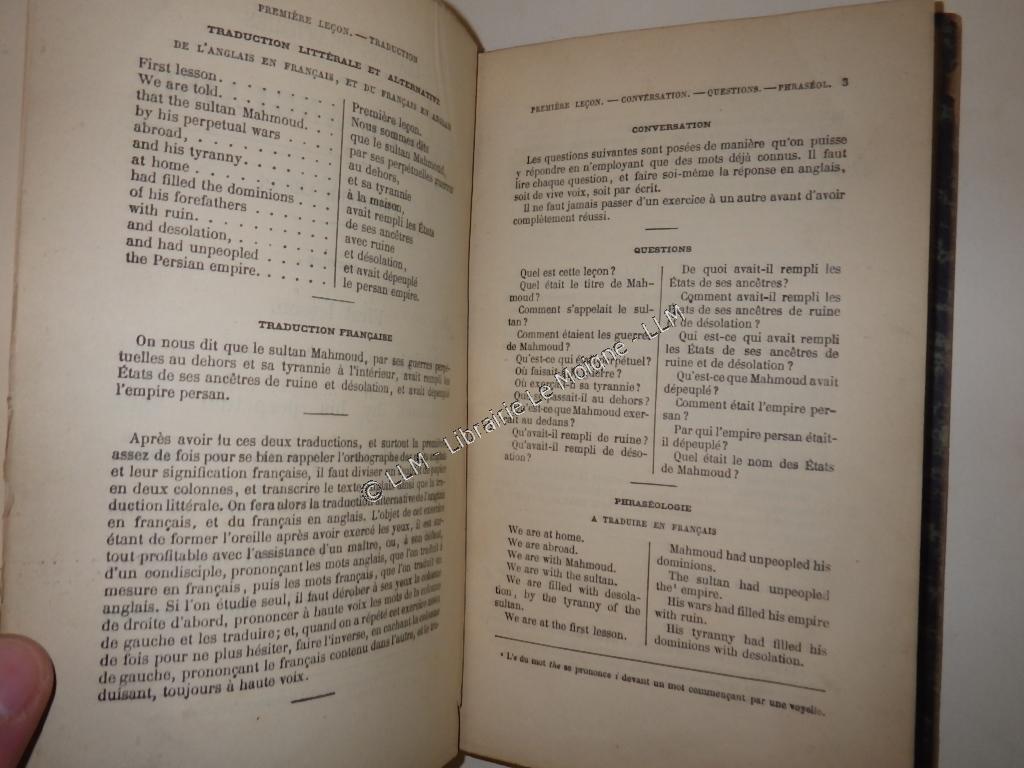 PREMIÈRE LEÇON. — TRADUCTION
TRADUCTION LITTÉRALE ET ALTERNATIVE
DE L'ANGLAIS EN FRANÇAIS, ET DU FRANÇAIS EN ANGLAIS
First lesson. . . . . . . . .
We are told. . . . . . . . .
that the sultan Mahmoud. . .
by his perpetual wars . . . .
abroad, . . . . . . . . . . .
and his tyranny. . . . . . .
at home . . . . . . . . . . .
had filled the dominions . . .
of his forefathers . . . . . .
with ruin. . . . . . . . . .
and desolation, . . . . . . .
and had unpeopled . . . . .
the Persian empire. . . . .
Première leçon.
Nous sommes dits
que le sultan Mahmoud,
par ses perpétuelles guerres
au dehors,
et sa tyrannie
à la maison,
avait rempli les États
de ses ancêtres
avec ruine
et désolation,
et avait dépeuplé
le persan empire.
TRADUCTION FRANÇAISE
On nous dit que le sultan Mahmoud, par ses guerres perpé-
tuelles au dehors et sa tyrannie à l'intérieur, avait rempli les
États de ses ancêtres de ruine et désolation, et avait dépeuplé
l'empire persan.
Après avoir lu ces deux traductions, et surtout la première
assez de fois pour se bien rappeler l'orthographe des
et leur signification française, il faut diviser
en deux colonnes, et transcrire le texte anglais ainsi que la tra-
duction littérale. On fera alors la traduction alternative de l'anglais
en français, et du français en anglais. L'objet de cet exercice
étant de former l'oreille après avoir exercé les yeux, il est sur-
tout profitable avec l'assistance d'un maître, ou, à son défaut,
d'un condisciple, prononçant les mots anglais, que l'on traduit à
mesure en français, puis les mots français, que l'on traduit en
anglais. Si l'on étudie seul, il faut dérober à ses yeux la colonne
de droite d'abord, prononcer à haute voix les mots de la colonne
de gauche et les traduire; et, quand on a répété cet exercice assez
de fois pour ne plus hésiter, faire l'inverse, en cachant la colonne
de gauche, prononçant le français contenu dans l'autre, et le tra-
duisant, toujours à haute voix.
PREMIÈRE LEÇON. — CONVERSATION. — QUESTIONS. — PHRASÉOL. 3
CONVERSATION
Les questions suivantes sont posées de manière qu'on puisse
y répondre en n'employant que des mots déjà connus. Il faut
lire chaque question, et faire soi-même la réponse en anglais,
soit de vive voix, soit par écrit.
Il ne faut jamais passer d'un exercice à un autre avant d'avoir
complètement réussi.
QUESTIONS
Quel est cette leçon?
Quel était le titre de Mah-
moud?
Comment s'appelait le sul-
tan?
Comment étaient les guerres
de Mahmoud?
Qu'est-ce qui était perpétuel?
Où faisait-il la guerre?
Où exerçait-il sa tyrannie?
Que se passait-il au dehors?
Qu'est-ce que Mahmoud exer-
çait au dedans?
Qu'avait-il rempli de ruine?
Qu'avait-il rempli de déso-
lation?
De quoi avait-il rempli les
États de ses ancêtres?
Comment avait-il rempli les
États de ses ancêtres de ruine
et de désolation?
Qui est-ce qui avait rempli
les États de ses ancêtres de
ruine et de désolation?
Qu'est-ce que Mahmoud avait
dépeuplé?
Comment était l'empire per-
san?
Par qui l'empire persan était-
il dépeuplé?
Quel était le nom des États
de Mahmoud?
PHRASÉOLOGIE
A TRADUIRE EN FRANÇAIS
We are at home.
We are abroad.
We are with Mahmoud.
We are with the sultan.
We are filled with desola-
tion, by the tyranny of the
sultan.
We are at the first lesson.
Mahmoud had unpeopled his
dominions.
The sultan had unpeopled
the¹ empire.
His wars had filled his empire
with ruin.
His tyranny had filled his
dominions with desolation.
¹ L'e du mot the se prononce i devant un mot commençant par une voyelle.
© LLM - Librairie Le Moigne - LLM